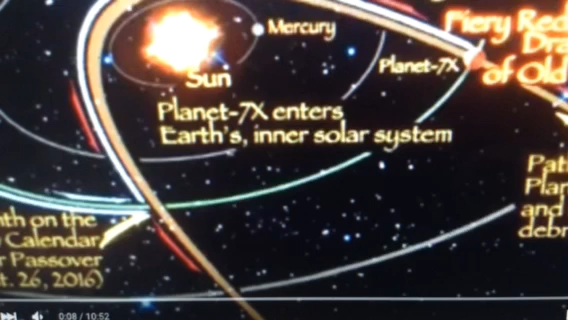 Mercury
Fiery Red
Dra
of Old
Planet-7X
Sun
Planet-7X enters
Earth's, inner solar system
Pat
Plan
and
debr
nth on the
Calendar
r Passover
t. 26, 2016)
0:08 / 10:52